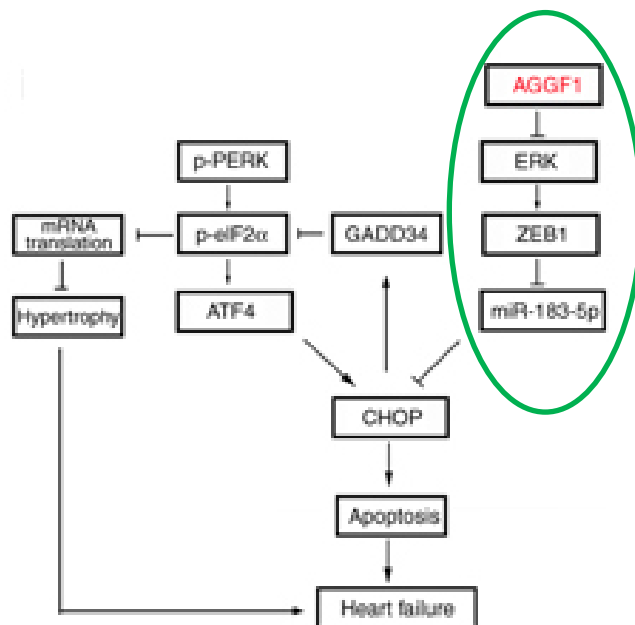 AGGF1
ERK
p-PERK
mRNA
translation
p-eIF2α
GADD34
ZEB1
Hypertrophy
ATF4
miR-183-5p
CHOP
Apoptosis
Heart failure